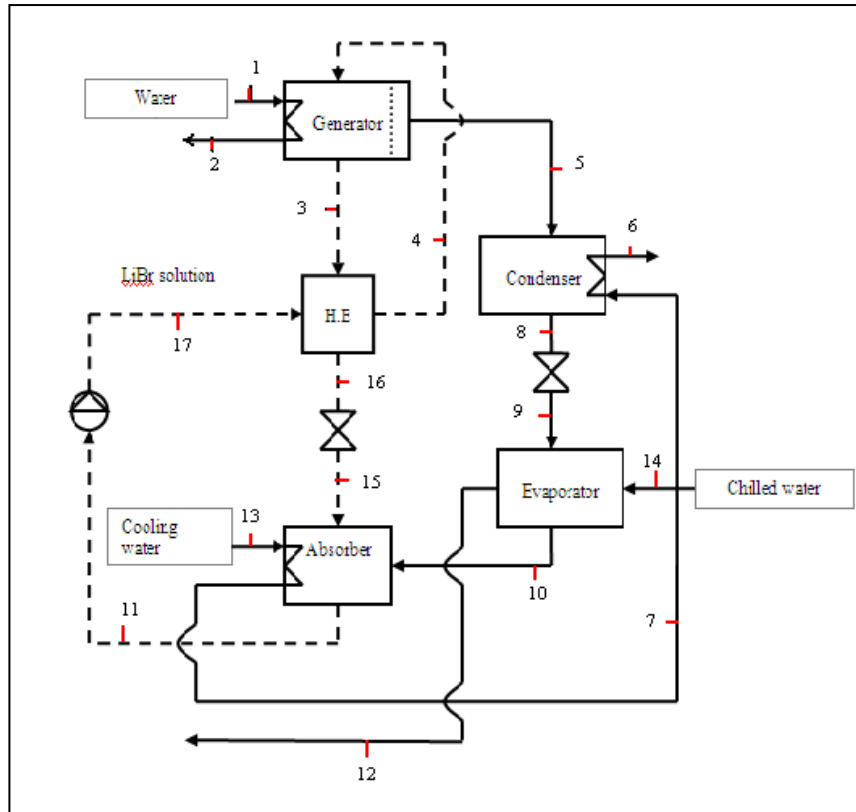 1
Water
Generator
2
5
3
4
6
LiBr solution
Condenser
H.E
17
8
16
9
14
Evaporator
Chilled water
15
13
Cooling
water
Absorber
10
11
7
12